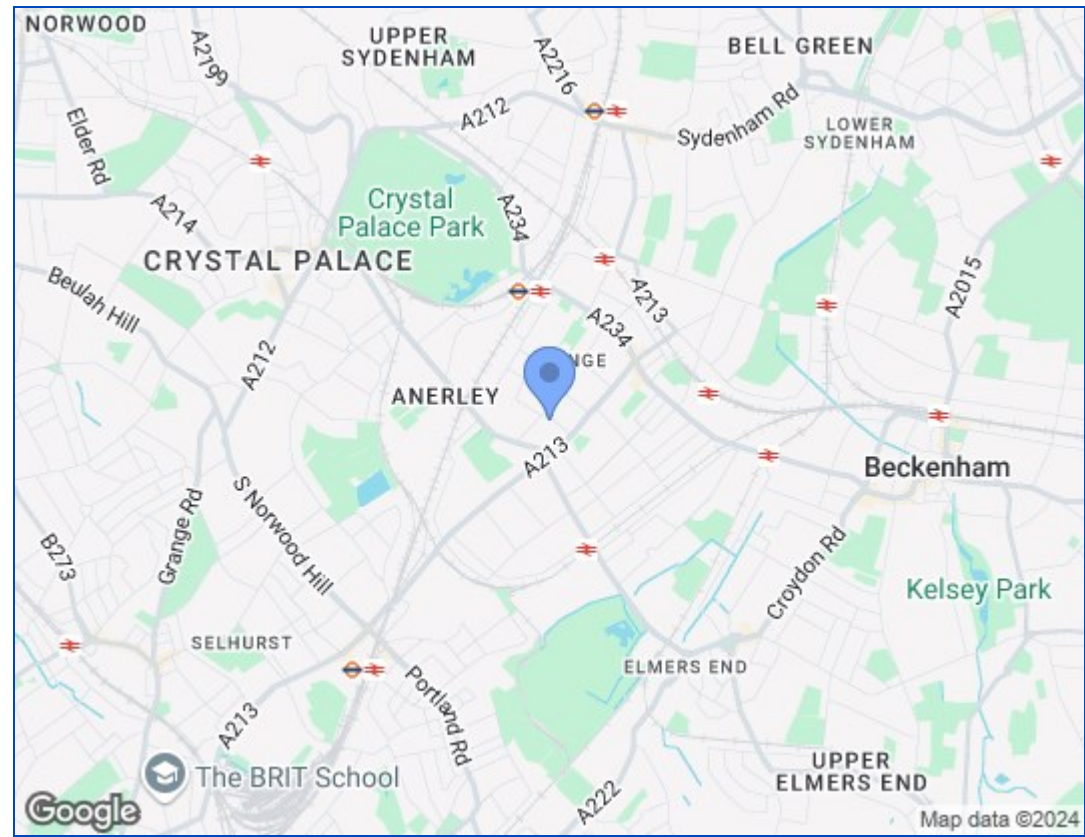 NORWOOD
UPPER
SYDENHAM
A2199
A2216
BELL GREEN
A212
Sydenham Rd
LOWER
SYDENHAM
Elder Rd
A214
Crystal
Palace Park
A234
CRYSTAL PALACE
Beulah Hill
A213
A2015
A234
A212
NGE
ANERLEY
A213
Beckenham
S Norwood Hill
Grange Rd
B273
Croydon Rd
Kelsey Park
SELHURST
ELMERS END
Portland Rd
A213
The BRIT School
UPPER
ELMERS END
A222
Google
Map data ©2024